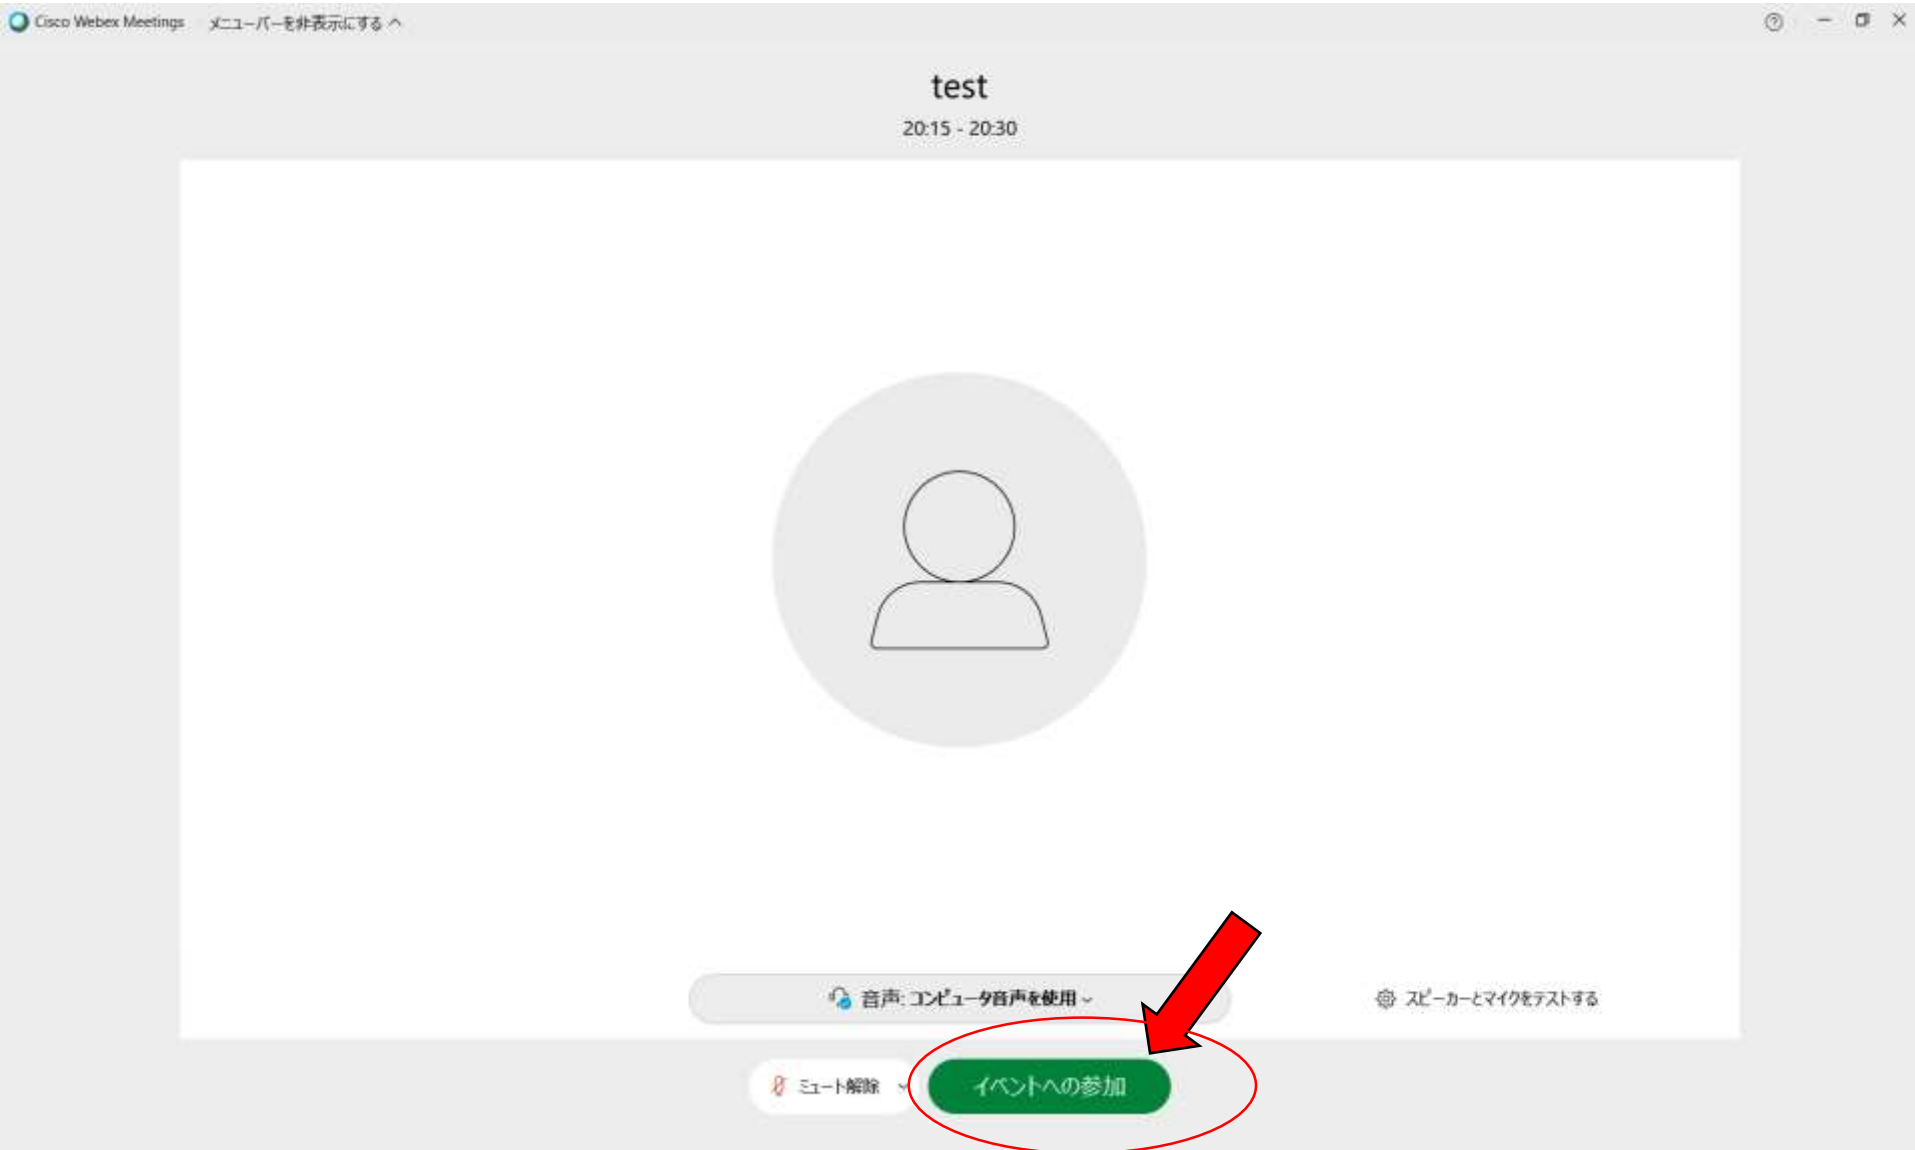 Cisco Webex Meetings メニューバーを非表示にする
test
20:15 - 20:30
音声: コンピュータ音声を使用
スピーカーとマイクをテストする
ミュート解除
イベントへの参加